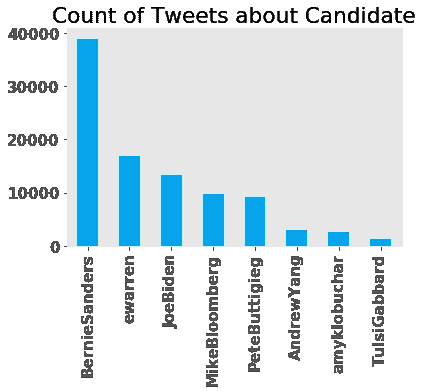 Count of Tweets about Candidate
40000
30000
20000
10000
0
BernieSanders
ewarren
JoeBiden
MikeBloomberg
PeteButtigieg
AndrewYang
amyklobuchar
TulsiGabbard